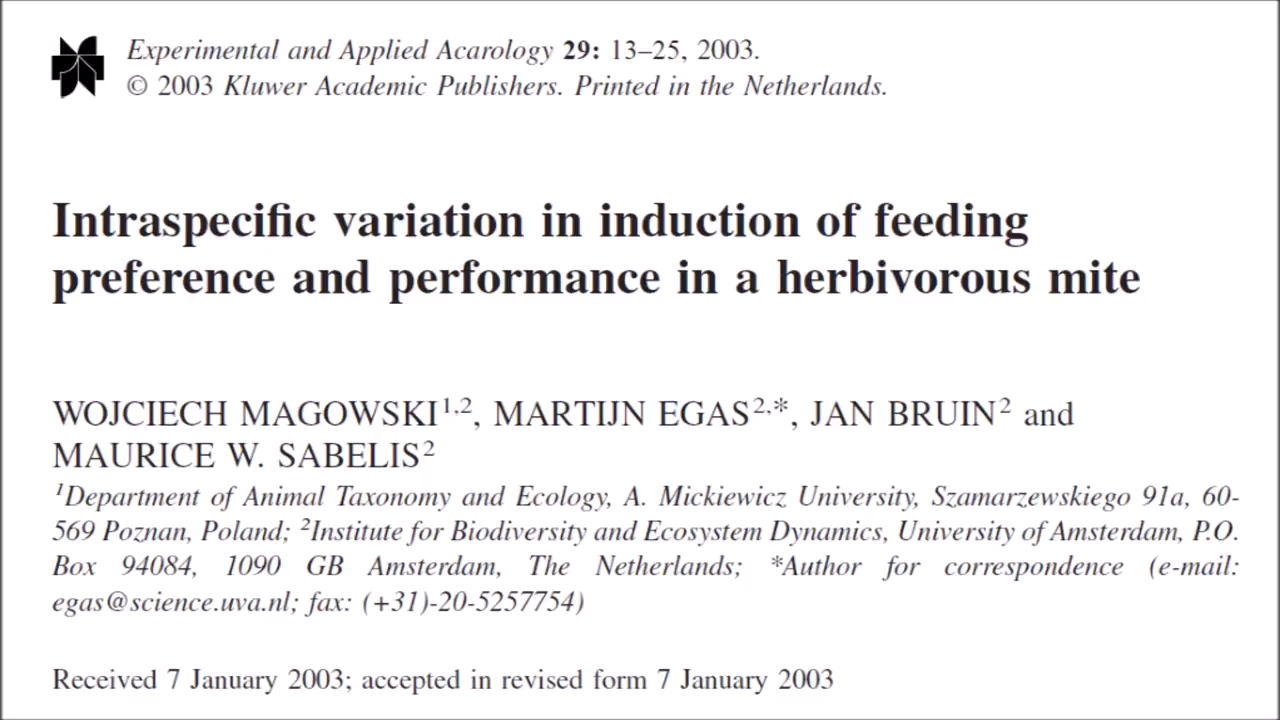 Experimental and Applied Acarology 29: 13–25, 2003.
© 2003 Kluwer Academic Publishers. Printed in the Netherlands.
Intraspecific variation in induction of feeding
preference and performance in a herbivorous mite
WOJCIECH MAGOWSKI1,2, MARTIJN EGAS2,*, JAN BRUIN2 and
MAURICE W. SABELIS2
1Department of Animal Taxonomy and Ecology, A. Mickiewicz University, Szamarzewskiego 91a, 60-
569 Poznan, Poland; 2Institute for Biodiversity and Ecosystem Dynamics, University of Amsterdam, P.O.
Box 94084, 1090 GB Amsterdam, The Netherlands; *Author for correspondence (e-mail:
egas@science.uva.nl; fax: (+31)-20-5257754)
Received 7 January 2003; accepted in revised form 7 January 2003